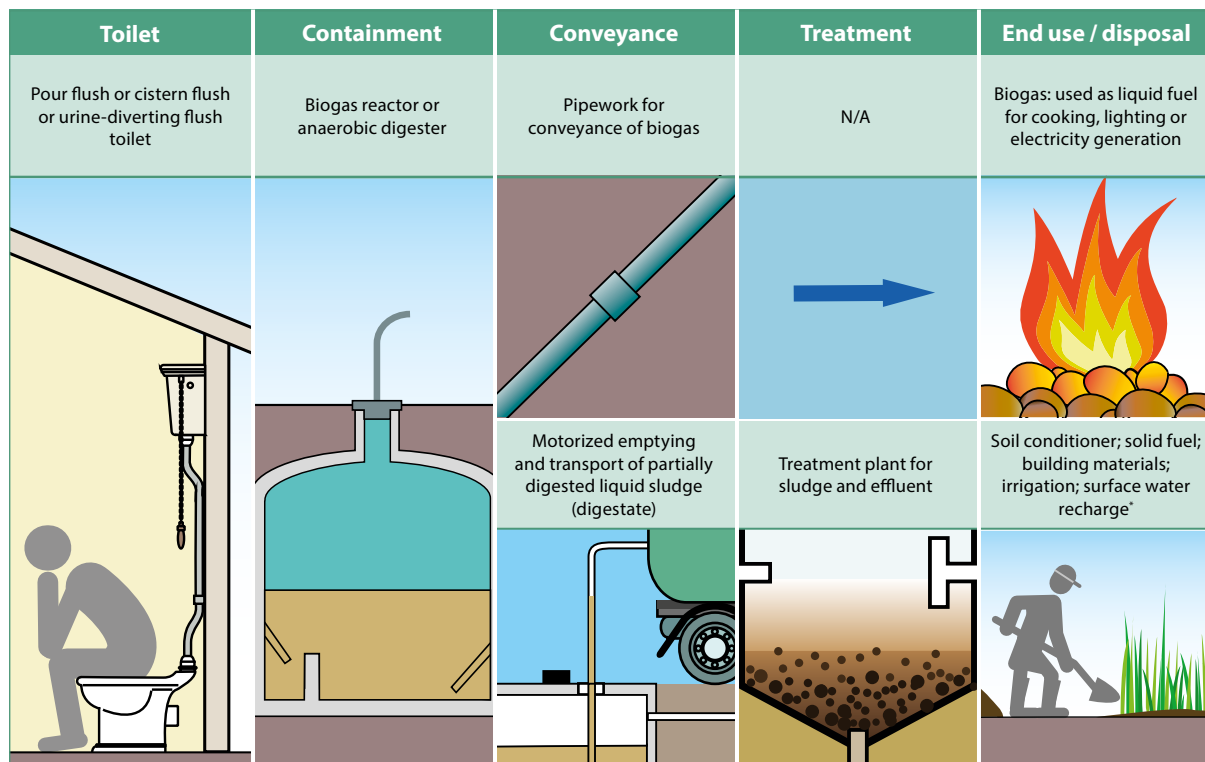 Toilet
Containment
Conveyance
Treatment
End use / disposal
Pour flush or cistern flush
or urine-diverting flush
toilet
Biogas reactor or
anaerobic digester
Pipework for
conveyance of biogas
N/A
Biogas: used as liquid fuel
for cooking, lighting or
electricity generation
Motorized emptying
and transport of partially
digested liquid sludge
(digestate)
Treatment plant for
sludge and effluent
Soil conditioner; solid fuel;
building materials;
irrigation; surface water
recharge*